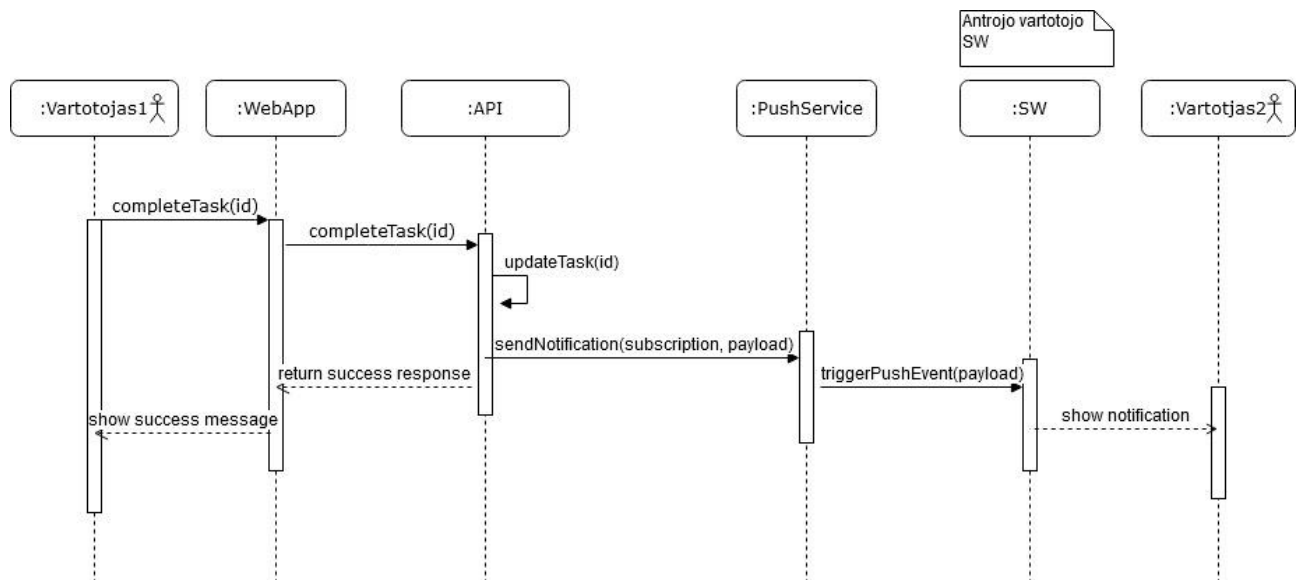 Antrojo vartotojo
SW
:Vartotojas1
:WebApp
:API
:PushService
:SW
:Vartotjas2
completeTask(id)
completeTask(id)
updateTask(id)
sendNotification(subscription, payload)
return success response
triggerPushEvent(payload)
show success message
show notification